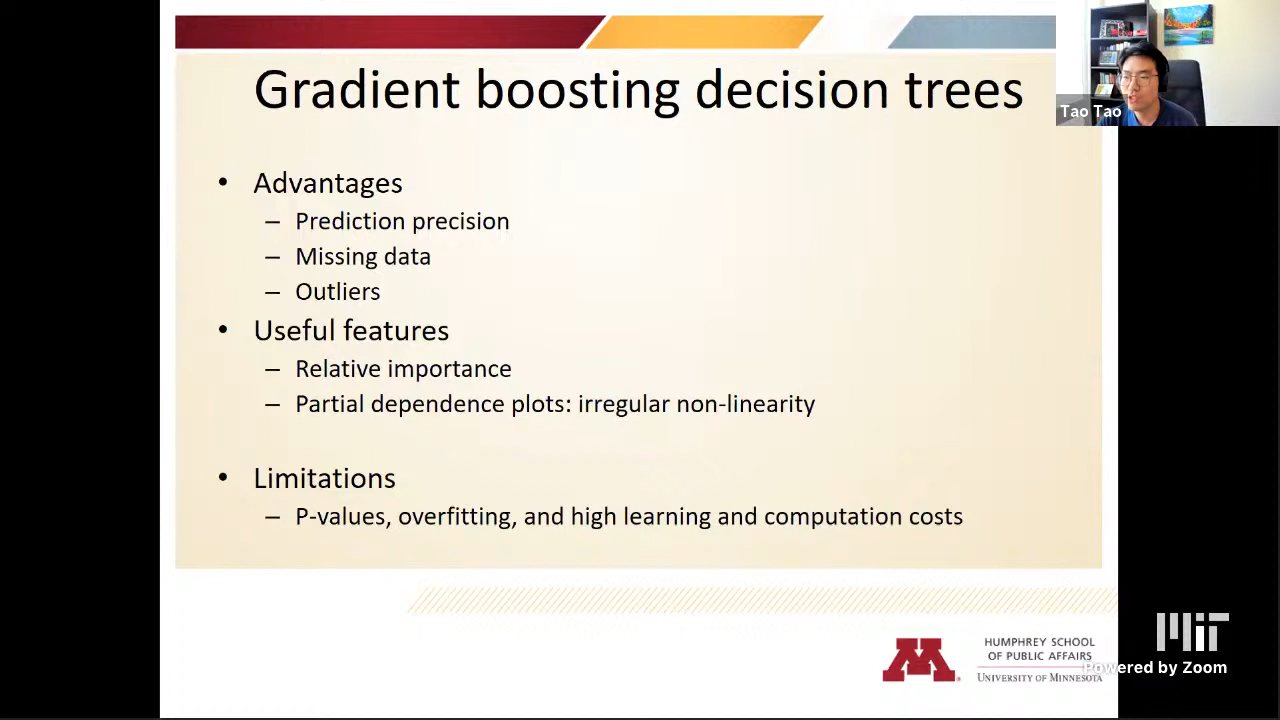 Gradient boosting decision trees
Tao Tao
• Advantages
– Prediction precision
– Missing data
– Outliers
• Useful features
– Relative importance
– Partial dependence plots: irregular non-linearity
• Limitations
– P-values, overfitting, and high learning and computation costs
M
HUMPHREY SCHOOL
OF PUBLIC AFFAIRS
UNIVERSITY OF MINNESOTA
MIT
Powered by Zoom